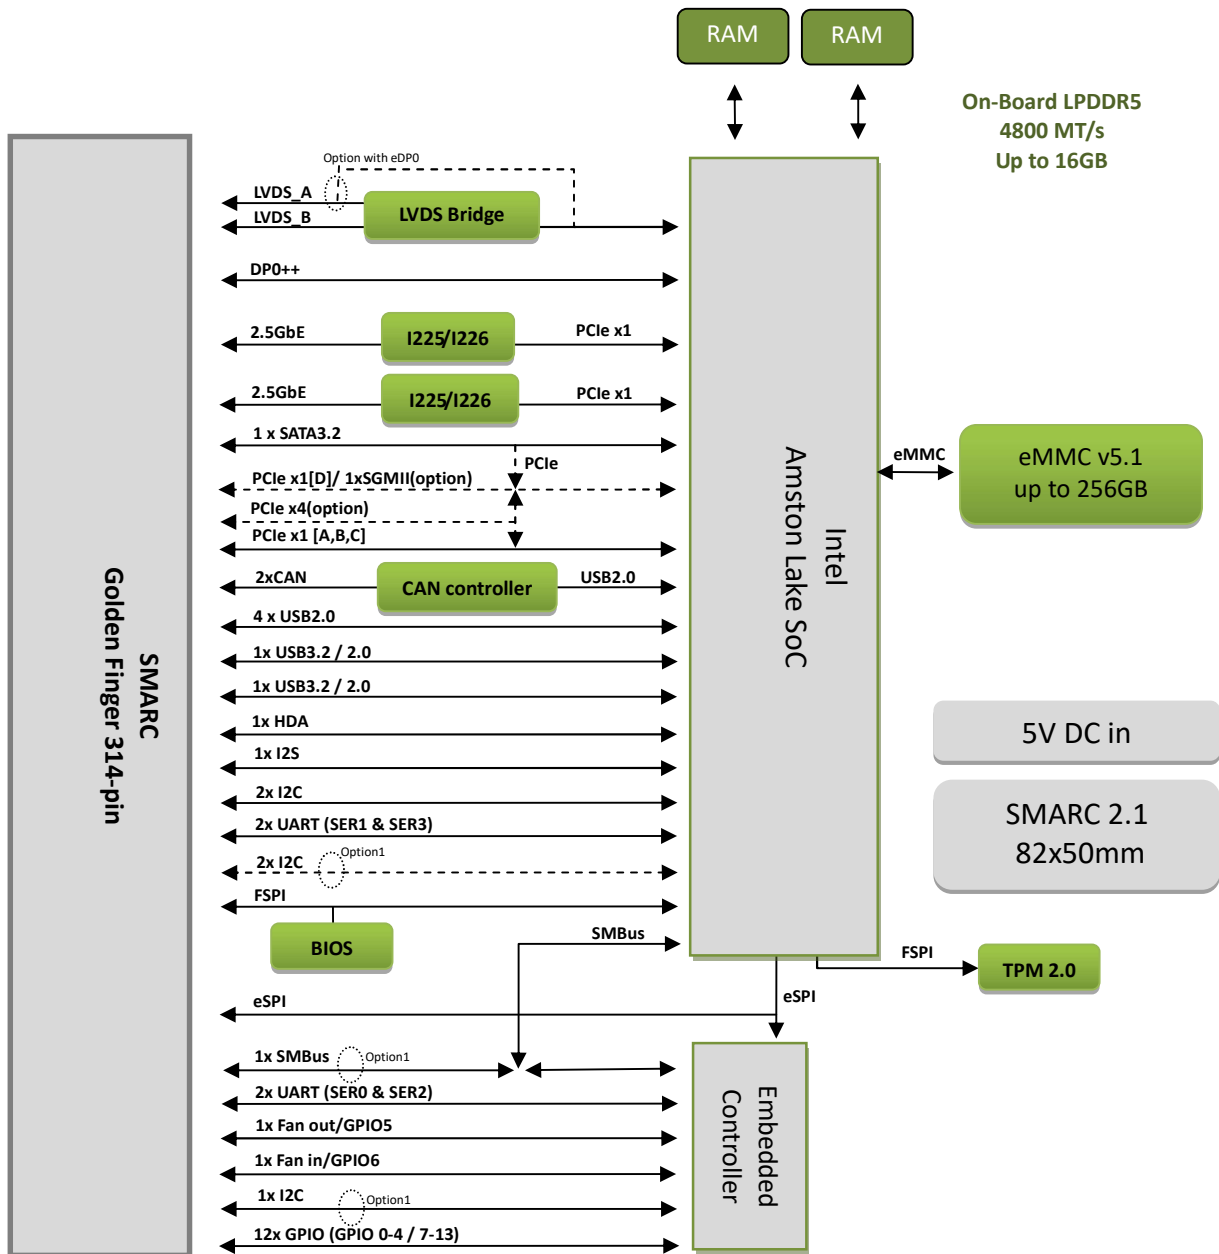 RAM
RAM
On-Board LPDDR5
4800 MT/s
Up to 16GB
Option with eDP0
LVDS_A
LVDS_B
LVDS Bridge
DP0++
2.5GbE
I225/I226
PCIe x1
2.5GbE
I225/I226
PCIe x1
1 x SATA3.2
PCIe
PCIe x1[D]/ 1xSGMII(option)
PCIe x4(option)
PCIe x1 [A,B,C]
2xCAN
CAN controller
USB2.0
4 x USB2.0
1x USB3.2 / 2.0
1x USB3.2 / 2.0
1x HDA
1x I2S
2x I2C
2x UART (SER1 & SER3)
2x I2C
Option1
FSPI
BIOS
SMBus
eSPI
1x SMBus
Option1
2x UART (SER0 & SER2)
1x Fan out/GPIO5
1x Fan in/GPIO6
1x I2C
Option1
12x GPIO (GPIO 0-4 / 7-13)
SMARC
Golden Finger 314-pin
Intel
Amston Lake SoC
eMMC
eMMC v5.1
up to 256GB
5V DC in
SMARC 2.1
82x50mm
FSPI
TPM 2.0
eSPI
Embedded
Controller